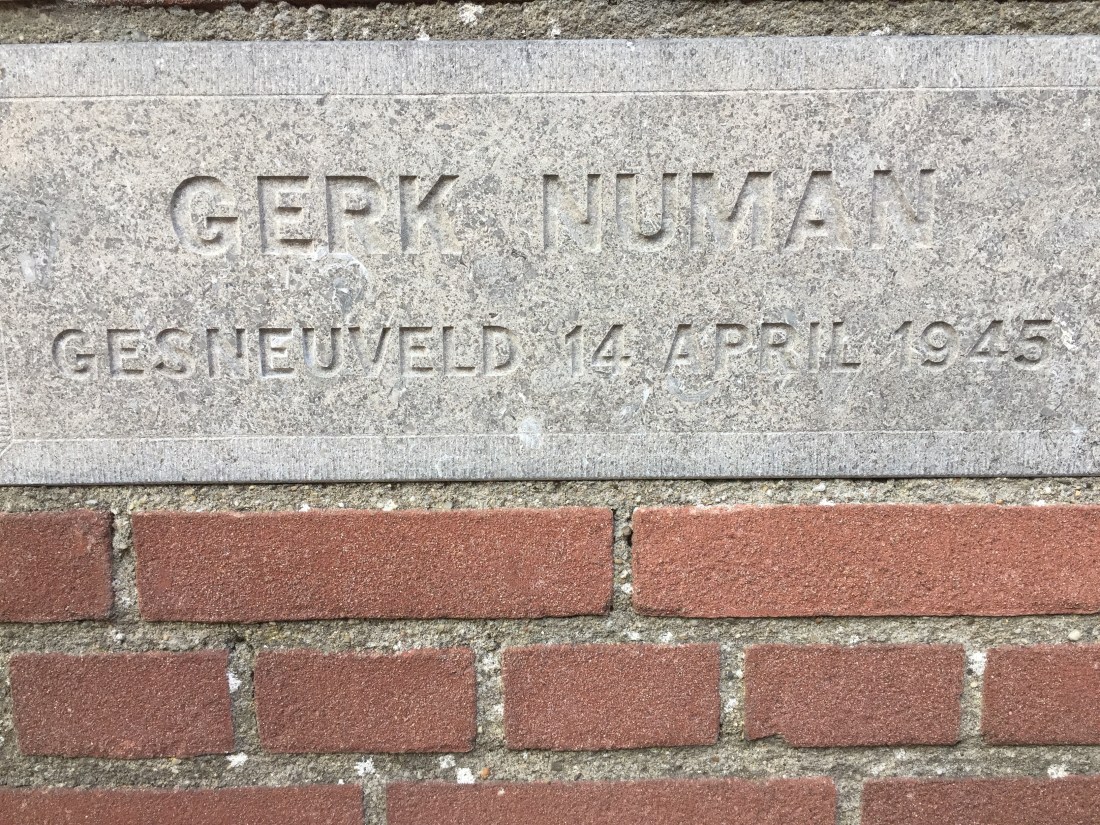 GERK NUMAN
GESNEUVELD 14 APRIL 1945